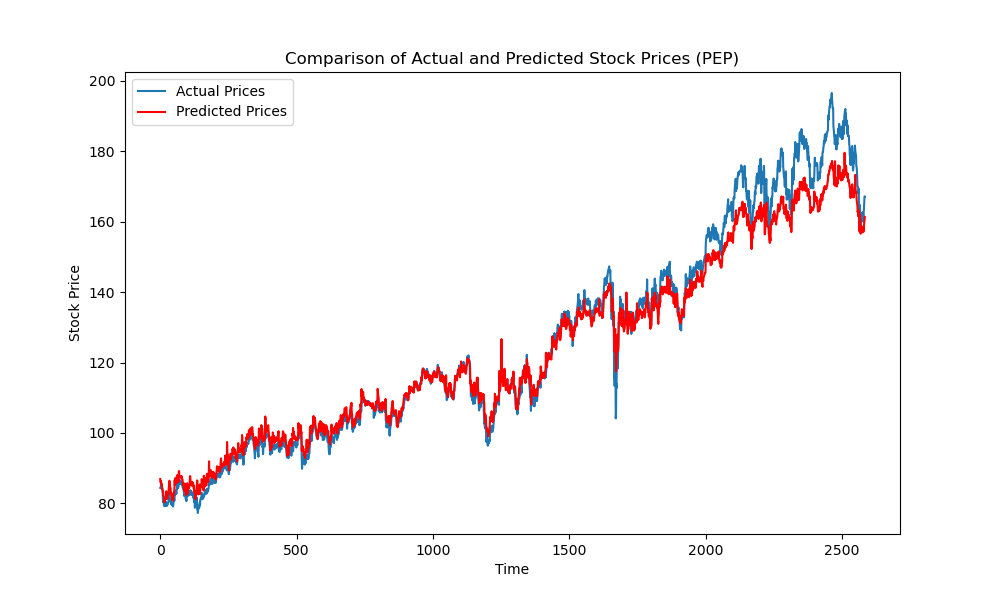 Comparison of Actual and Predicted Stock Prices (PEP)
Actual Prices
Predicted Prices
200
180
160
140
120
100
80
Stock Price
0
500
1000
1500
2000
2500
Time